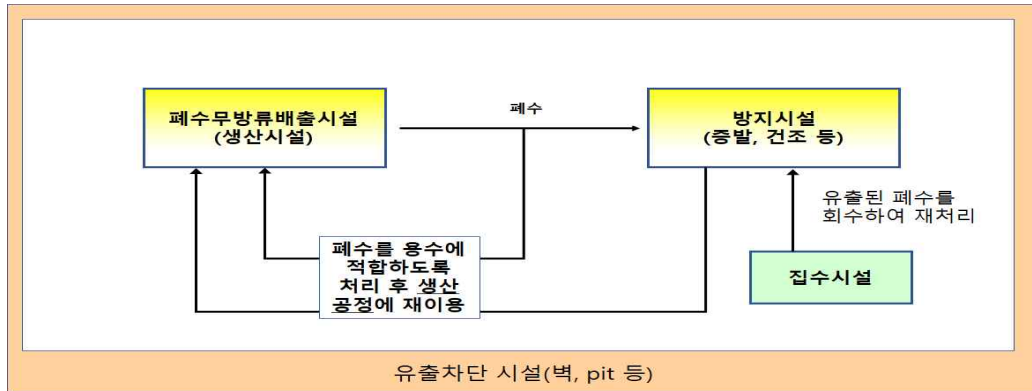 폐수무방류배출시설
(생산시설)
폐수
방지시설
(증발, 건조 등)
유출된 폐수를
회수하여 재처리
폐수를 용수에
적합하도록
처리 후 생산
공정에 재이용
집수시설
유출차단 시설(벽, pit 등)